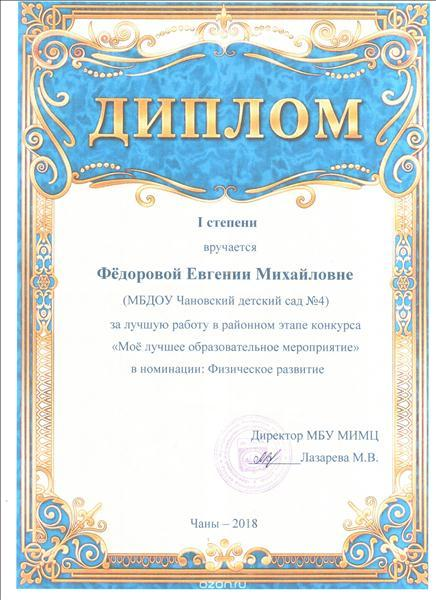 ДИПЛОМ
I степени
вручается
Фёдоровой Евгении Михайловне
(МБДОУ Чановский детский сад №4)
за лучшую работу в районном этапе конкурса
«Моё лучшее образовательное мероприятие»
в номинации: Физическое развитие
Директор МБУ МИМЦ
Лазарева М.В.
Чаны – 2018
ozon.ru